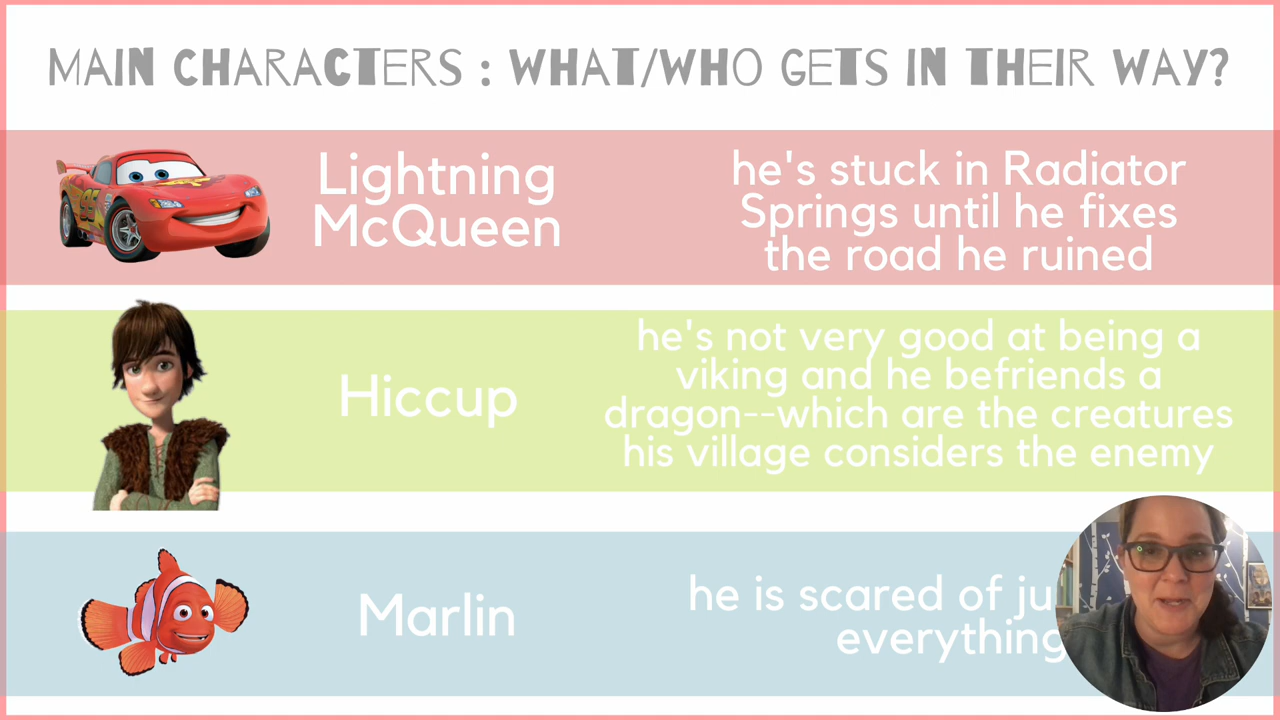 MAIN CHARACTERS : WHAT/WHO GETS IN THEIR WAY?
Lightning
McQueen
he's stuck in Radiator
Springs until he fixes
the road he ruined
Hiccup
he's not very good at being a
viking and he befriends a
dragon--which are the creatures
his village considers the enemy
Marlin
he is scared of
everything
95